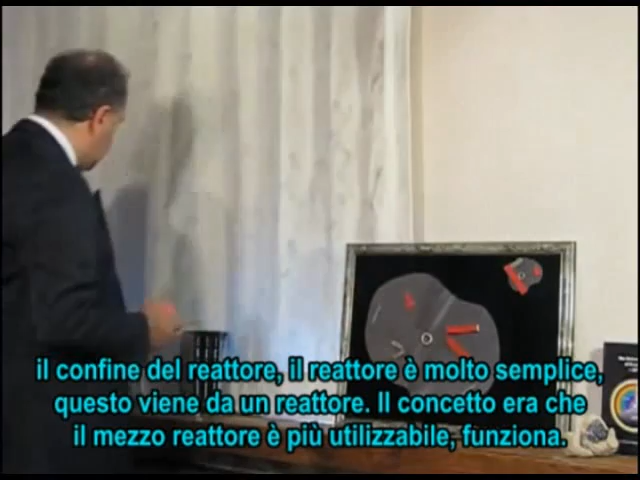 il confine del reattore, il reattore è molto semplice,
questo viene da un reattore. Il concetto era che
il mezzo reattore è più utilizzabile, funziona.